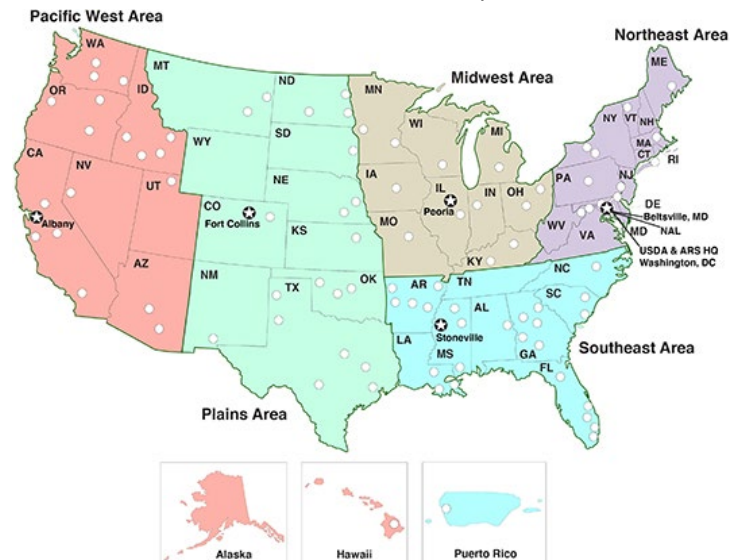 Pacific West Area
Northeast Area
Midwest Area
WA
MT
ND
MN
ME
OR
ID
WI
MI
NY
VT
NH
SD
MA
CT
RI
WY
CA
NV
IA
PA
NJ
UT
NE
IL
IN
OH
CO
Peoria
DE
Fort Collins
Beltsville, MD
Albany
MO
WV
MD
NAL
KS
VA
USDA & ARS HQ
Washington, DC
AZ
KY
NC
NM
OK
AR
TN
TX
SC
AL
LA
Stoneville
MS
GA
Southeast Area
FL
Plains Area
Alaska
Hawaii
Puerto Rico